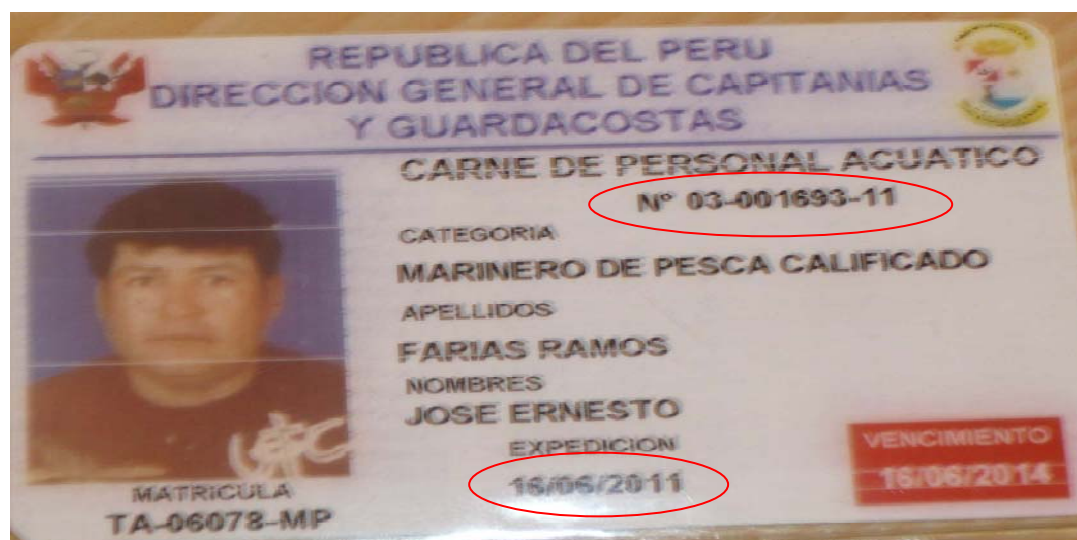 REPUBLICA DEL PERU
DIRECCION GENERAL DE CAPITANIAS
Y GUARDACOSTAS
CARNE DE PERSONAL ACUATICO
Nº 03-001693-11
CATEGORIA
MARINERO DE PESCA CALIFICADO
APELLIDOS
FARIAS RAMOS
NOMBRES
JOSE ERNESTO
EXPEDICION
16/06/2011
VENCIMIENTO
16/06/2014
MATRICULA
TA-06078-MP